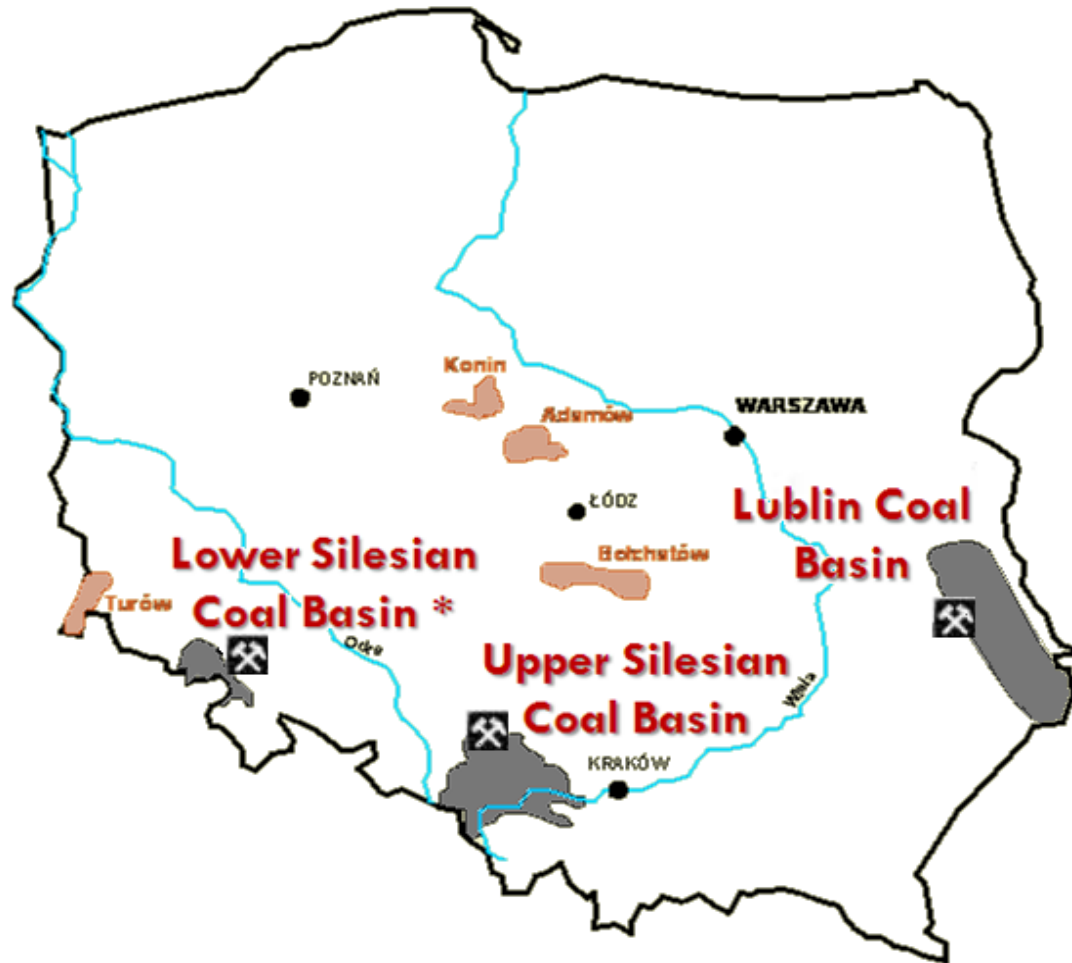 Konin
POZNAŃ
Adamów
WARSZAWA
ŁÓDZ
Lublin Coal
Basin
Bełchatów
Lower Silesian
Coal Basin *
Turów
Odra
Upper Silesian
Coal Basin
Wisła
KRAKÓW